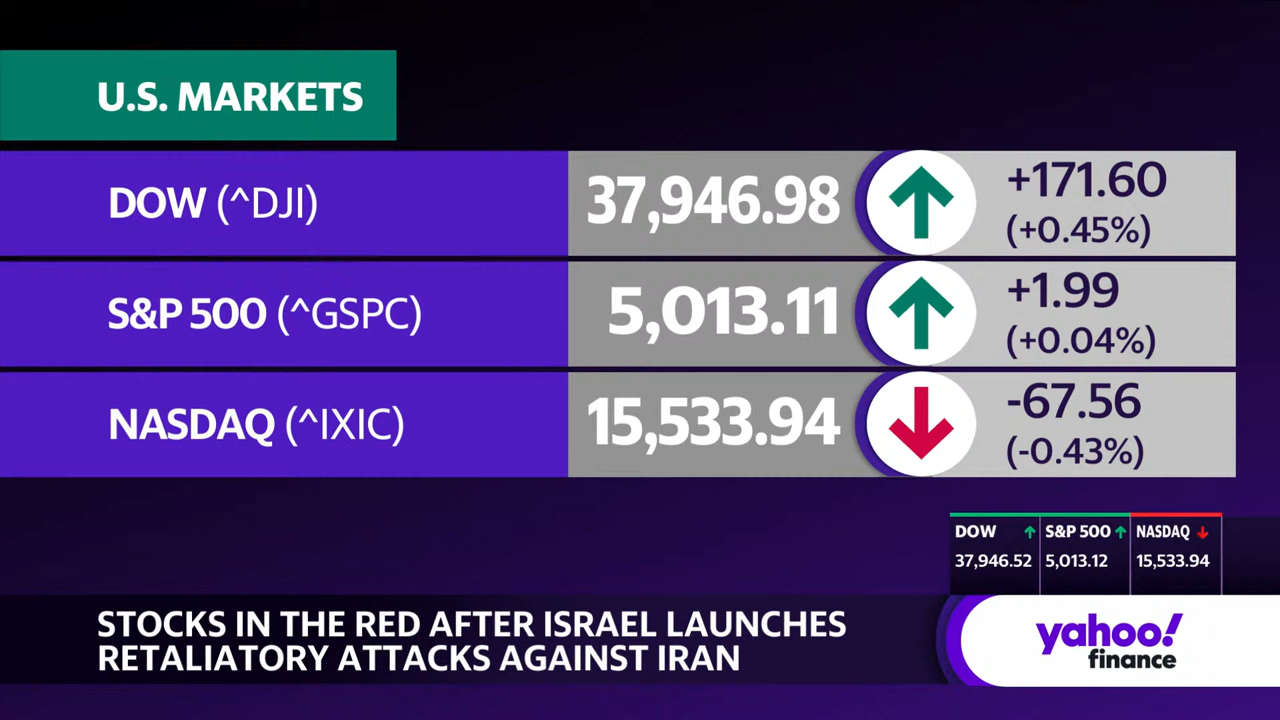 U.S. MARKETS
DOW (^DJI) 37,946.98 +171.60
(+0.45%)
S&P 500 (^GSPC) 5,013.11 +1.99
(+0.04%)
NASDAQ (^IXIC) 15,533.94 -67.56
(-0.43%)
DOW S&P 500 NASDAQ
37,946.52 5,013.12 15,533.94
STOCKS IN THE RED AFTER ISRAEL LAUNCHES
RETALIATORY ATTACKS AGAINST IRAN
yahoo!
finance